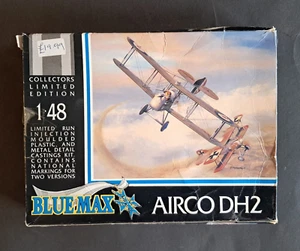 £19.99
COLLECTORS
LIMITED
EDITION
1:48
LIMITED RUN
INJECTION
MOULDED
PLASTIC, AND
METAL DETAIL
CASTINGS KIT.
CONTAINS
NATIONAL
MARKINGS FOR
TWO VERSIONS
BLUE MAX
AIRCO DH2